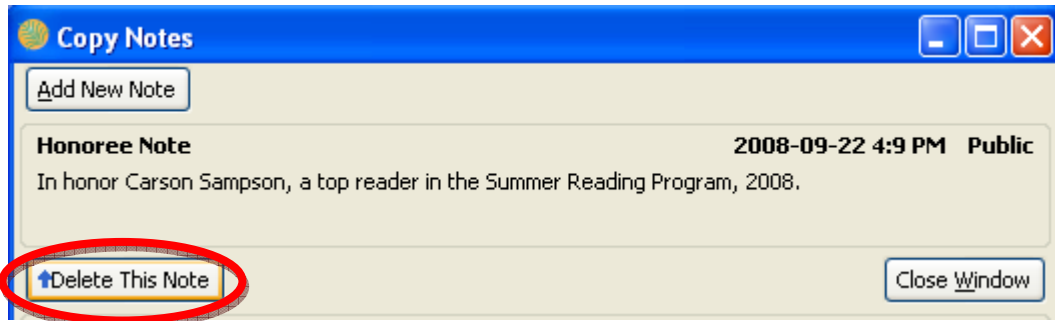 Copy Notes
Add New Note
Honoree Note 2008-09-22 4:9 PM Public
In honor Carson Sampson, a top reader in the Summer Reading Program, 2008.
Delete This Note Close Window